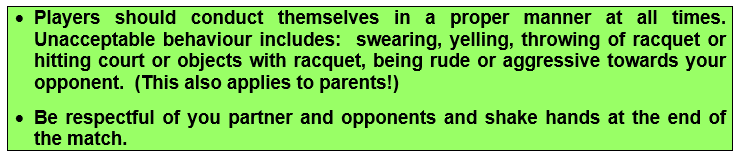 • Players should conduct themselves in a proper manner at all times.
Unacceptable behaviour includes:  swearing, yelling, throwing of racquet or
hitting court or objects with racquet, being rude or aggressive towards your
opponent.  (This also applies to parents!)
• Be respectful of you partner and opponents and shake hands at the end of
the match.